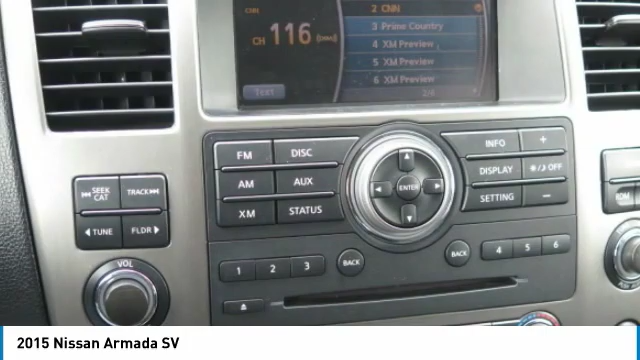 CNN
CH 116
2 CNN
3 Prime Country
4 XM Preview
5 XM Preview
6 XM Preview
Text
2/6
FM
DISC
AM
AUX
XM
STATUS
ENTER
INFO
+
DISPLAY
OFF
SETTING
−
SEEK
CAT
TRACK
TUNE
FLDR
VOL
1
2
3
BACK
BACK
4
5
6
2015 Nissan Armada SV